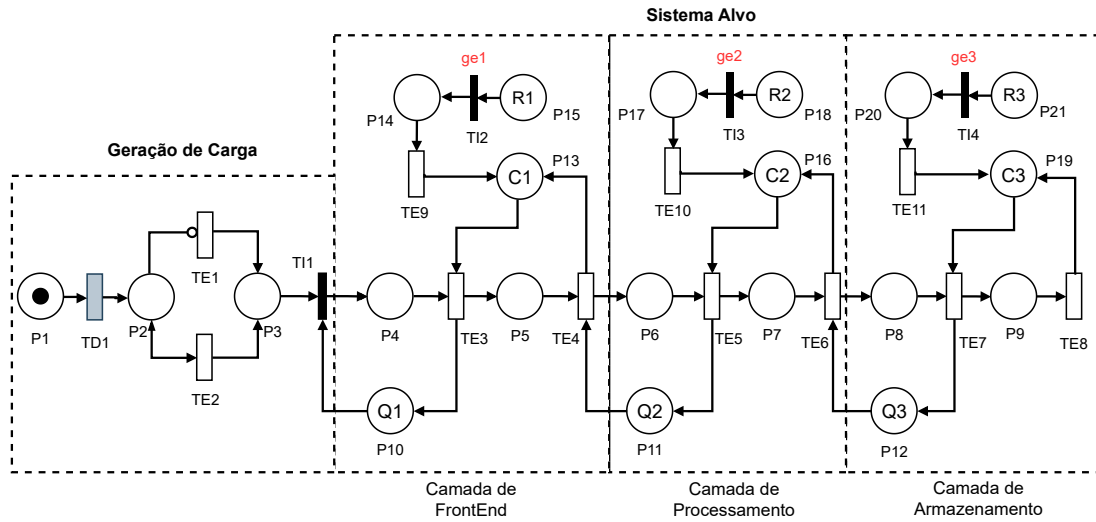 Sistema Alvo
ge1
ge2
ge3
R1
R2
R3
P14
TI2
P15
P17
TI3
P18
P20
TI4
P21
Geração de Carga
P13
P16
P19
C1
C2
C3
TE9
TE10
TE11
TE1
TI1
P1
TD1
P2
P3
P4
TE3
P5
TE4
P6
TE5
P7
TE6
P8
TE7
P9
TE8
TE2
Q1
Q2
Q3
P10
P11
P12
Camada de
FrontEnd
Camada de
Processamento
Camada de
Armazenamento